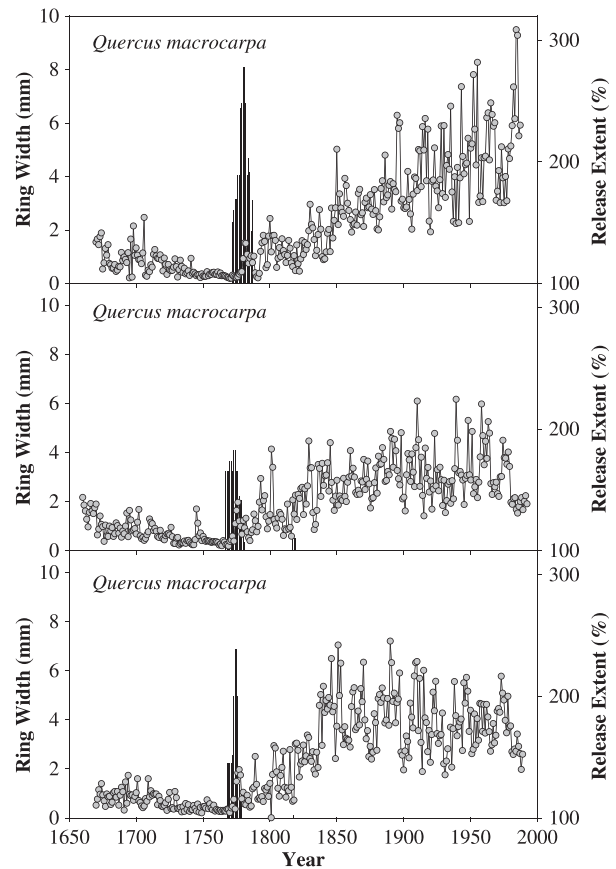 10
8
6
4
2
0
Ring Width (mm)
Quercus macrocarpa
300
200
100
Release Extent (%)
10
8
6
4
2
0
Ring Width (mm)
Quercus macrocarpa
300
200
100
Release Extent (%)
10
8
6
4
2
0
Ring Width (mm)
Quercus macrocarpa
300
200
100
Release Extent (%)
1650 1700 1750 1800 1850 1900 1950 2000
Year